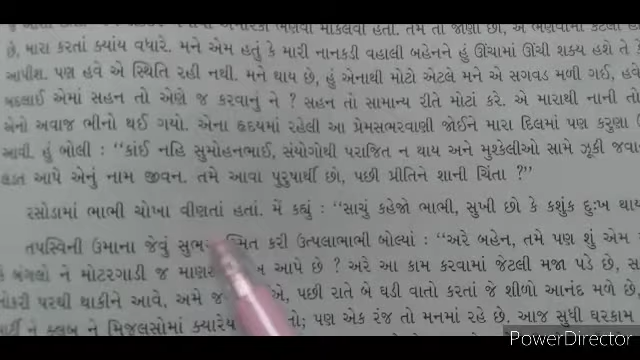 છે, મારા કરતાં ક્યાંય વધારે. મને એમ હતું કે મારી નાનકડી વહાલી બહેનને હું ઊંચામાં ઊંચી શક્ય હશે તે
આપીશ. પણ હવે એ સ્થિતિ રહી નથી. મને થાય છે, હું એનાથી મોટો એટલે મને એ સગવડ મળી ગઈ, હવે
બદલાઈ એમાં સહન તો એણે જ કરવાનું ને ? સહન તો સામાન્ય રીતે મોટાં કરે. એ મારાથી નાની તો
એનો અવાજ ભીનો થઈ ગયો. એના હૃદયમાં રહેલી આ પ્રેમસભરવાણી જોઈને મારા દિલમાં પણ કરુણા
આવી. હું બોલી : “કાંઈ નહિ સુમોહનભાઈ, સંયોગોથી પરાજિત ન થાય અને મુશ્કેલીઓ સામે ઝૂકી જવા
લડત આપે એનું નામ જીવન. તમે આવા પુરુષાર્થી છો, પછી પ્રીતિને શાની ચિંતા ?”
રસોડામાં ભાભી ચોખા વીણતાં હતાં. મેં કહ્યું : “સાચું કહેજો ભાભી, સુખી છો કે કશુંક દુઃખ થાય
તપસ્વિની ઉમાના જેવું સ્મિત કરી ઉત્પલાભાભી બોલ્યાં : “અરે બહેન, તમે પણ શું એમ
બંગલો ને મોટરગાડી જ આપે છે ? અરે આ કામ કરવામાં જેટલી મજા પડે છે,
નોકરી પરથી થાકીને આવે, અમે પછી રાતે બે ઘડી વાતો કરતાં જે શીળો આનંદ મળે છે,
ને ક્લબ ને મિજલસોમાં પણ એક રંજ તો મનમાં રહે છે. આજ સુધી ઘરકામ
PowerDirector